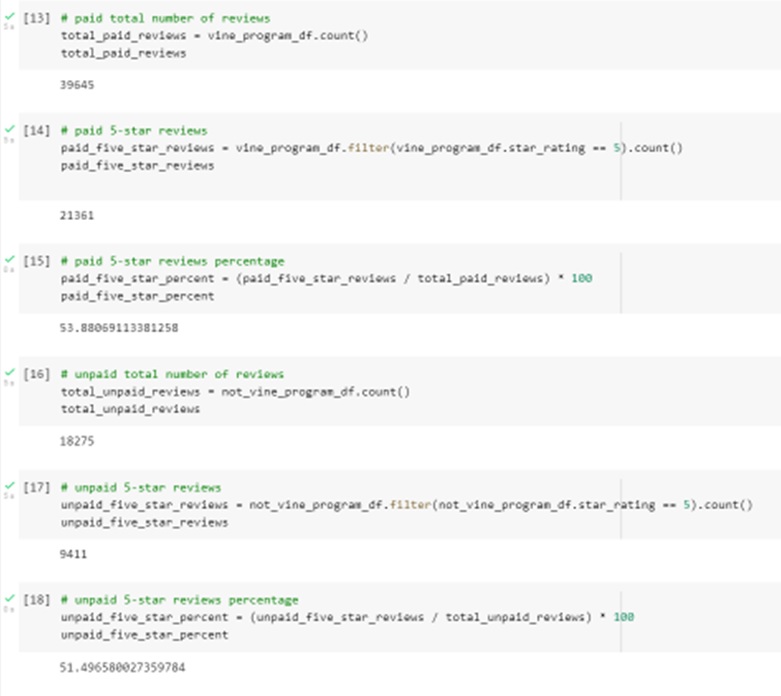 [13] # paid total number of reviews
total_paid_reviews = vine_program_df.count()
total_paid_reviews
39645
[14] # paid 5-star reviews
paid_five_star_reviews = vine_program_df.filter(vine_program_df.star_rating == 5).count()
paid_five_star_reviews
21361
[15] # paid 5-star reviews percentage
paid_five_star_percent = (paid_five_star_reviews / total_paid_reviews) * 100
paid_five_star_percent
53.88069113381258
[16] # unpaid total number of reviews
total_unpaid_reviews = not_vine_program_df.count()
total_unpaid_reviews
18275
[17] # unpaid 5-star reviews
unpaid_five_star_reviews = not_vine_program_df.filter(not_vine_program_df.star_rating == 5).count()
unpaid_five_star_reviews
9411
[18] # unpaid 5-star reviews percentage
unpaid_five_star_percent = (unpaid_five_star_reviews / total_unpaid_reviews) * 100
unpaid_five_star_percent
51.496580027359784